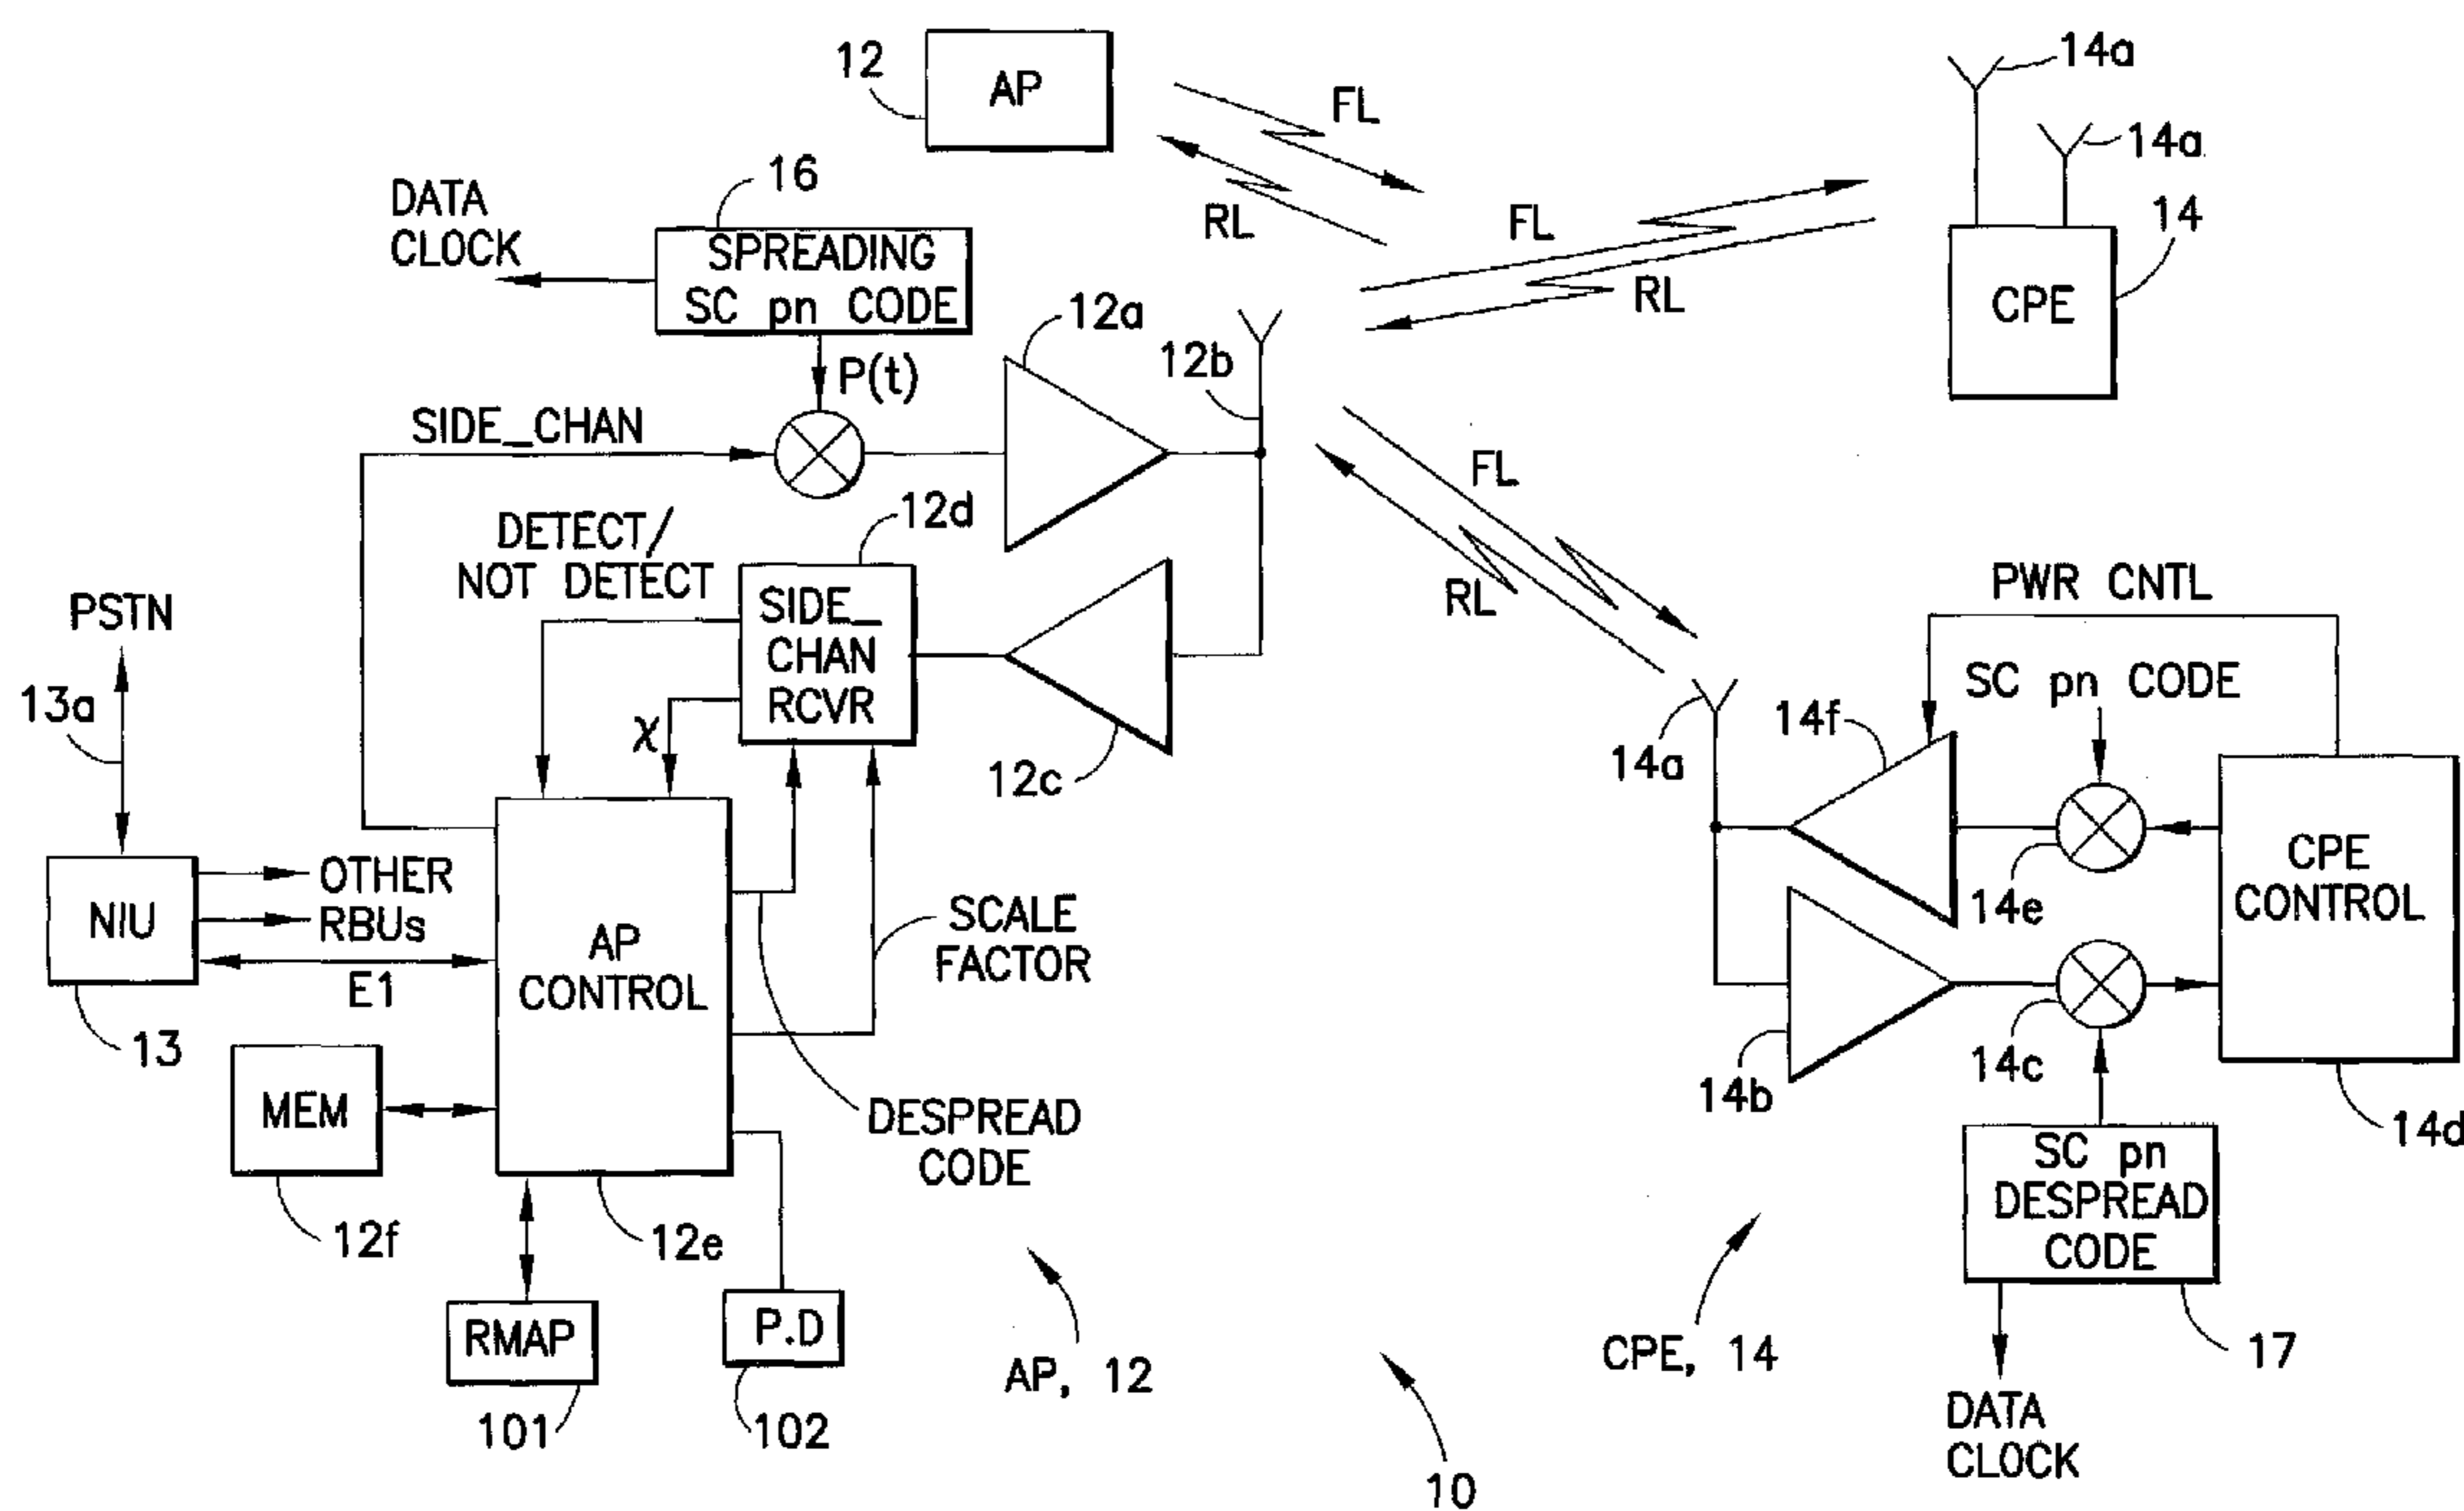 12
AP
FL
RL
14a
14a
14
CPE
FL
RL
16
DATA
CLOCK
SPREADING
SC pn CODE
P(t)
12a
12b
SIDE_CHAN
FL
RL
12d
DETECT/
NOT DETECT
SIDE_
CHAN
RCVR
χ
12c
PSTN
13a
NIU
OTHER
RBUs
E1
13
AP
CONTROL
SCALE
FACTOR
DESPREAD
CODE
MEM
12f
12e
RMAP
101
P.D
102
AP, 12
10
PWR CNTL
SC pn CODE
14a
14f
14e
CPE
CONTROL
14b
14c
14d
SC pn
DESPREAD
CODE
17
CPE, 14
DATA
CLOCK